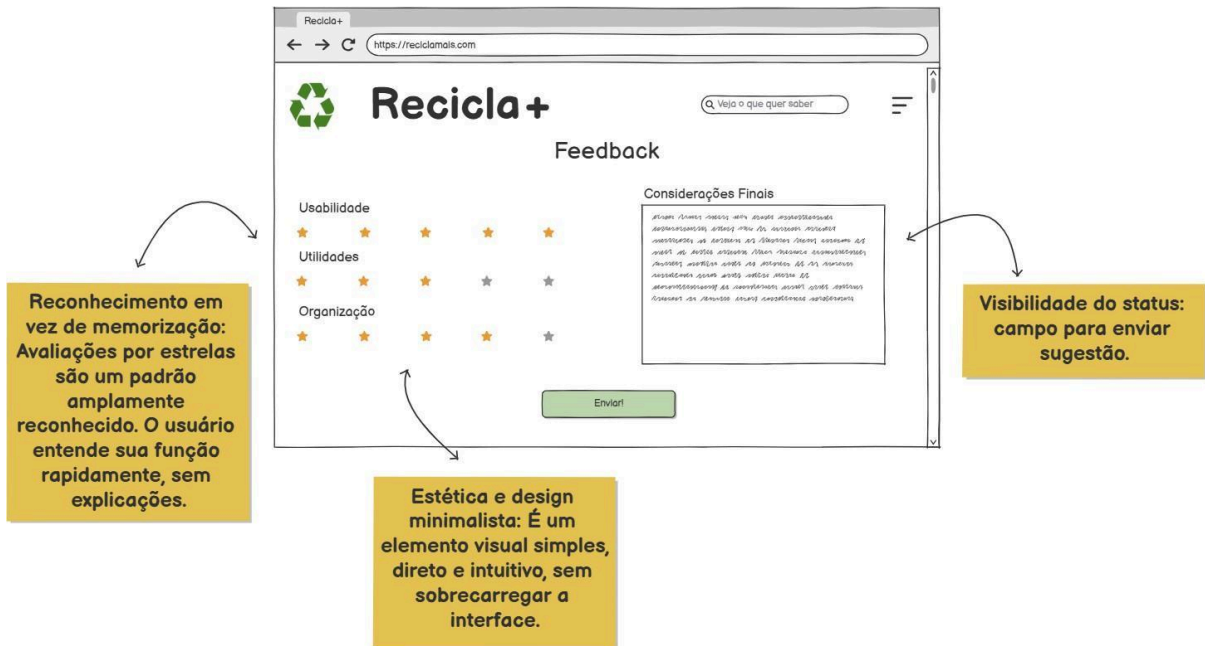 Recicla+
https://reciclamais.com
Recicla+
Veja o que quer saber
Feedback
Usabilidade
Utilidades
Organização
Considerações Finais
Enviar!
Reconhecimento em
vez de memorização:
Avaliações por estrelas
são um padrão
amplamente
reconhecido. O usuário
entende sua função
rapidamente, sem
explicações.
Estética e design
minimalista: É um
elemento visual simples,
direto e intuitivo, sem
sobrecarregar a
interface.
Visibilidade do status:
campo para enviar
sugestão.